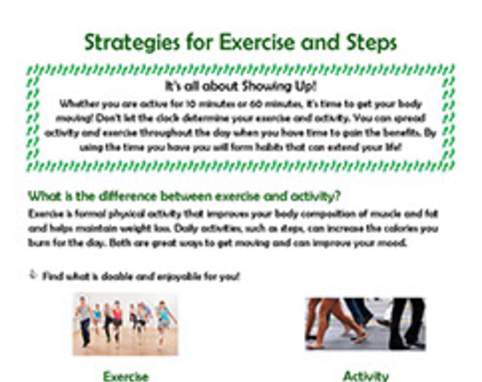 Strategies for Exercise and Steps
It's all about Showing Up!
Whether you are active for 10 minutes or 60 minutes, it's time to get your body
moving! Don't let the clock determine your exercise and activity. You can spread
activity and exercise throughout the day when you have time to gain the benefits. By
using the time you have you will form habits that can extend your life!
What is the difference between exercise and activity?
Exercise is formal physical activity that improves your body composition of muscle and fat
and helps maintain weight loss. Daily activities, such as steps, can increase the calories you
burn for the day. Both are great ways to get moving and can improve your mood.
Find what is doable and enjoyable for you!
Exercise
Activity